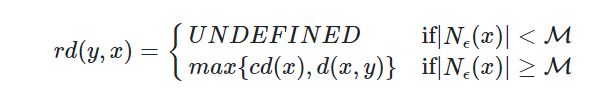 rd(y, x) = { UNDEFINED if|N_ϵ(x)| < ℳ
max{cd(x), d(x, y)} if|N_ϵ(x)| ≥ ℳ